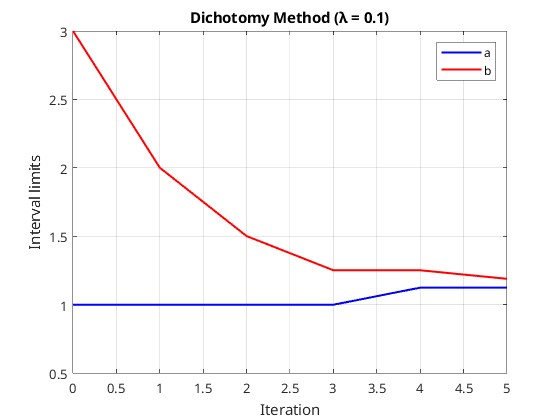 Dichotomy Method (λ = 0.1)
a
b
3
2.5
2
1.5
1
0.5
Interval limits
0 0.5 1 1.5 2 2.5 3 3.5 4 4.5 5
Iteration